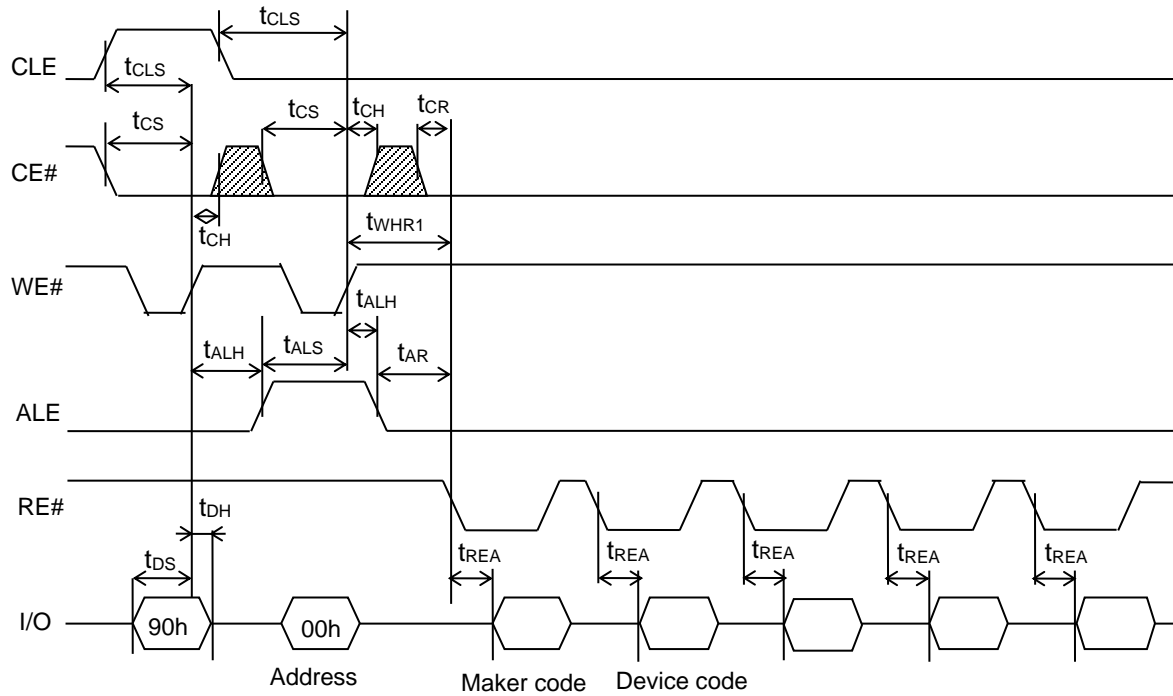 tCLS
CLE
tCLS
tCS
tCH
tCR
tCS
CE#
tCH
tWHR1
WE#
tALH
tALH
tALS
tAR
ALE
RE#
tDH
tDS
tREA
tREA
tREA
tREA
tREA
I/O
90h
00h
Address
Maker code
Device code